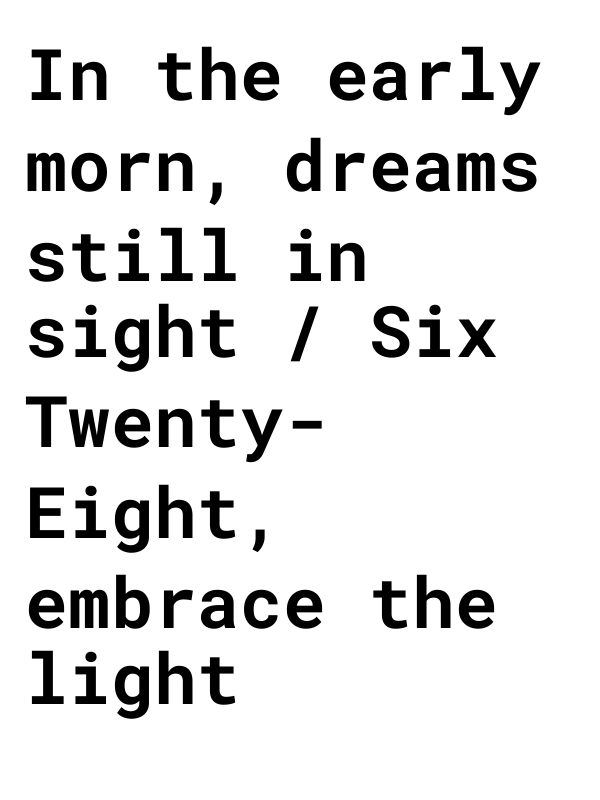 In the early
morn, dreams
still in
sight / Six
Twenty-
Eight,
embrace the
light